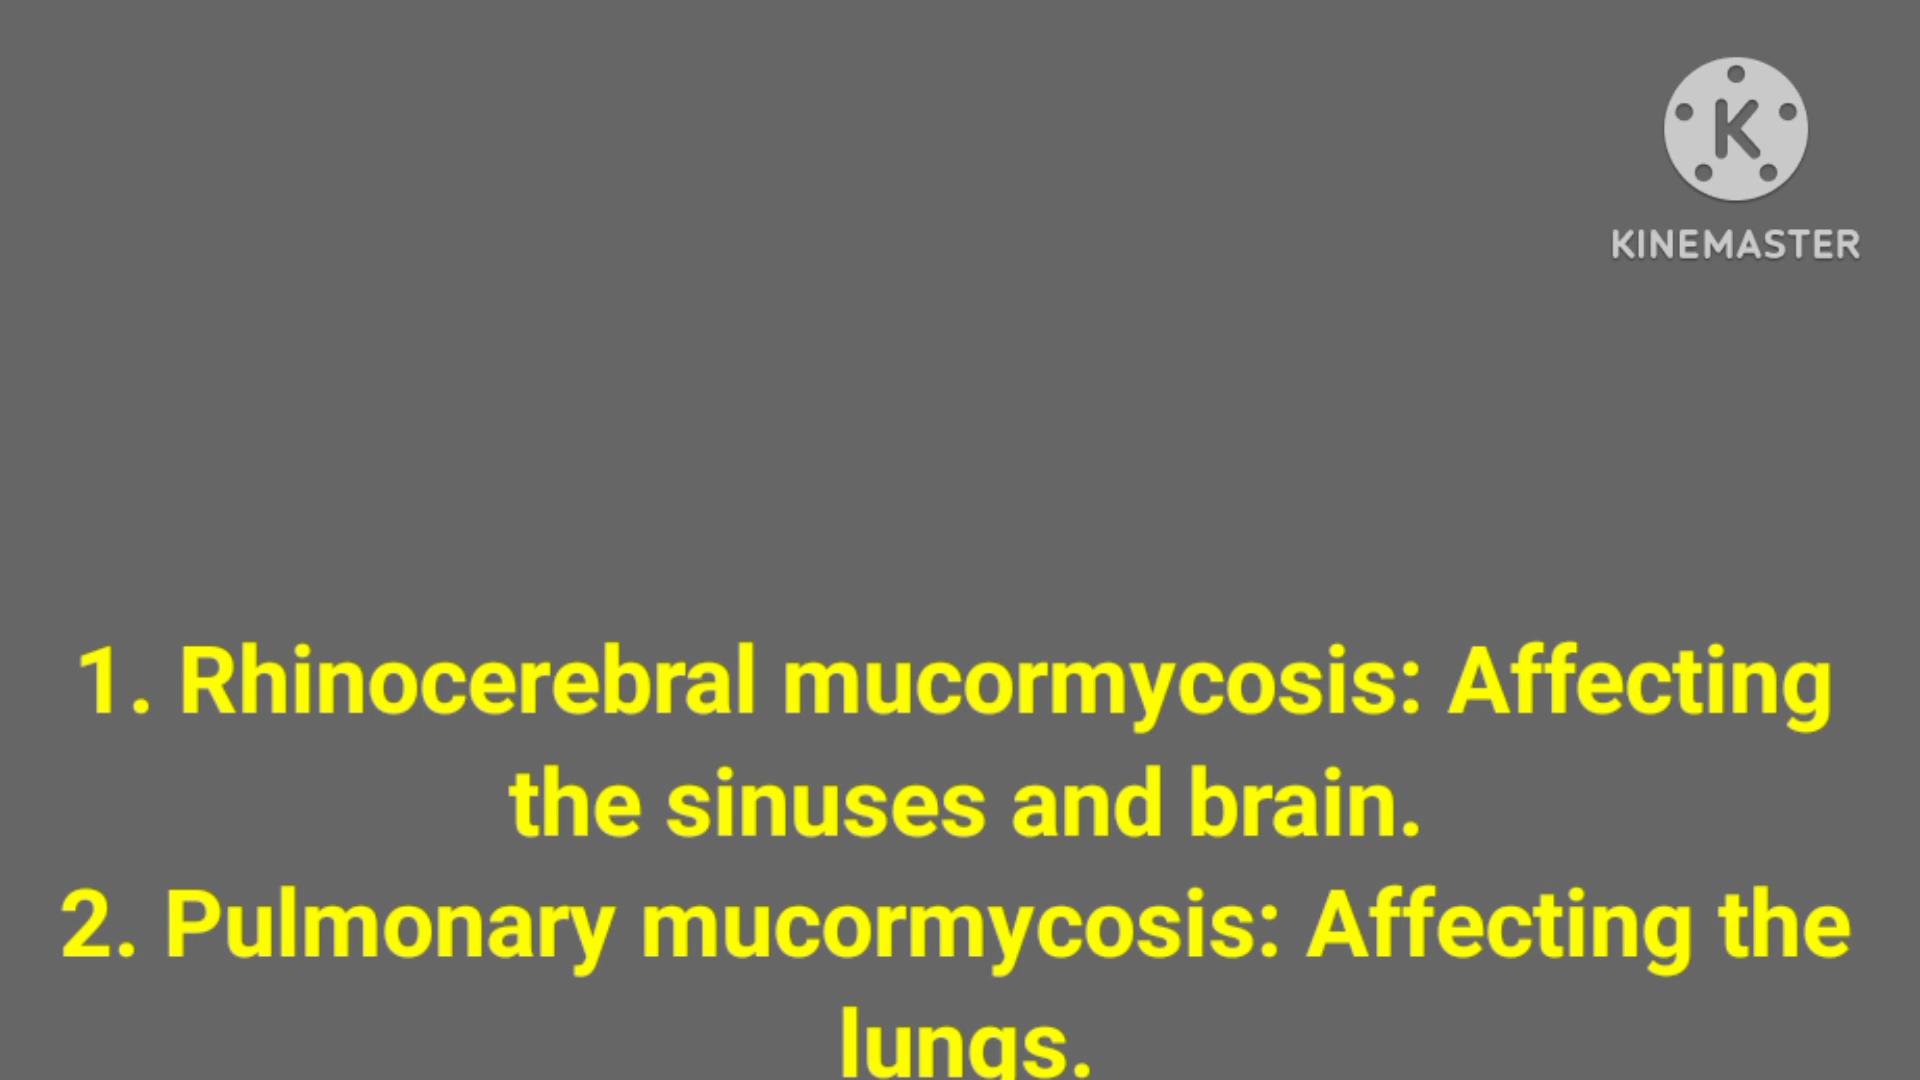 K
KINEMASTER
1. Rhinocerebral mucormycosis: Affecting
the sinuses and brain.
2. Pulmonary mucormycosis: Affecting the
lungs.